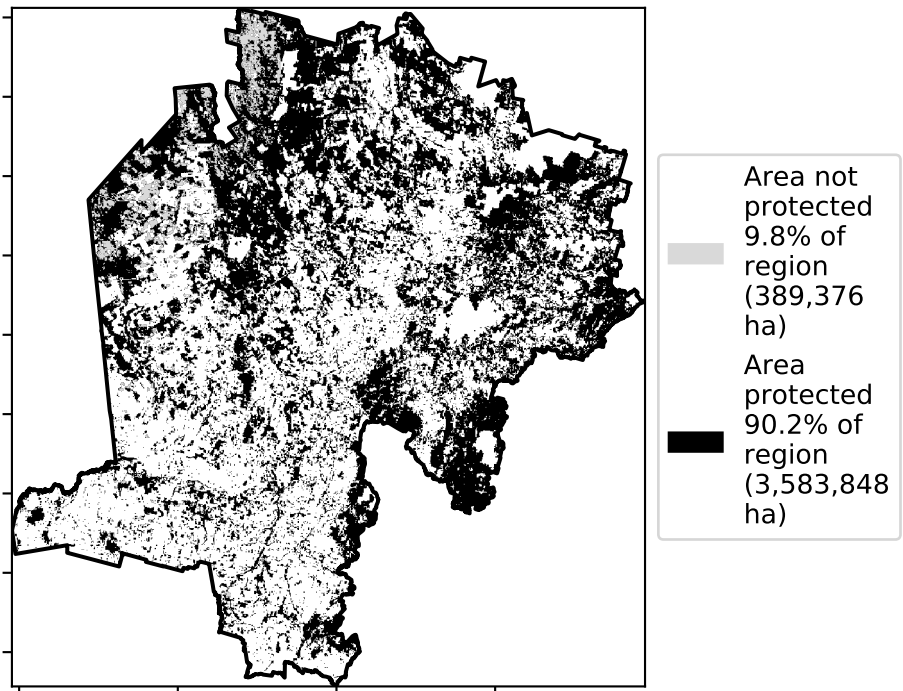 Area not
protected
9.8% of
region
(389,376
ha)
Area
protected
90.2% of
region
(3,583,848
ha)